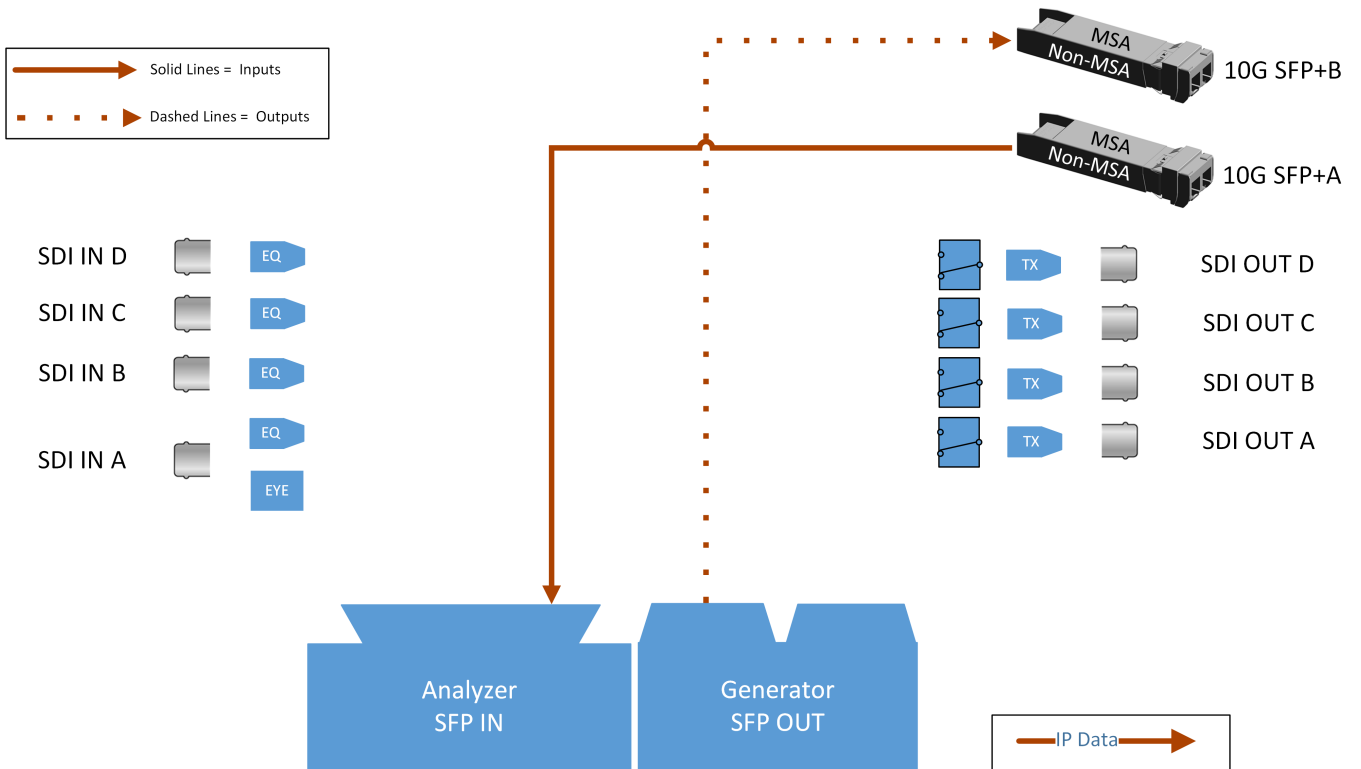 MSA
Non-MSA
10G SFP+B
Solid Lines =  Inputs
Dashed Lines =  Outputs
MSA
Non-MSA
10G SFP+A
SDI IN D
EQ
TX
SDI OUT D
SDI IN C
EQ
TX
SDI OUT C
SDI IN B
EQ
TX
SDI OUT B
EQ
SDI IN A
EYE
TX
SDI OUT A
Analyzer
SFP IN
Generator
SFP OUT
IP Data